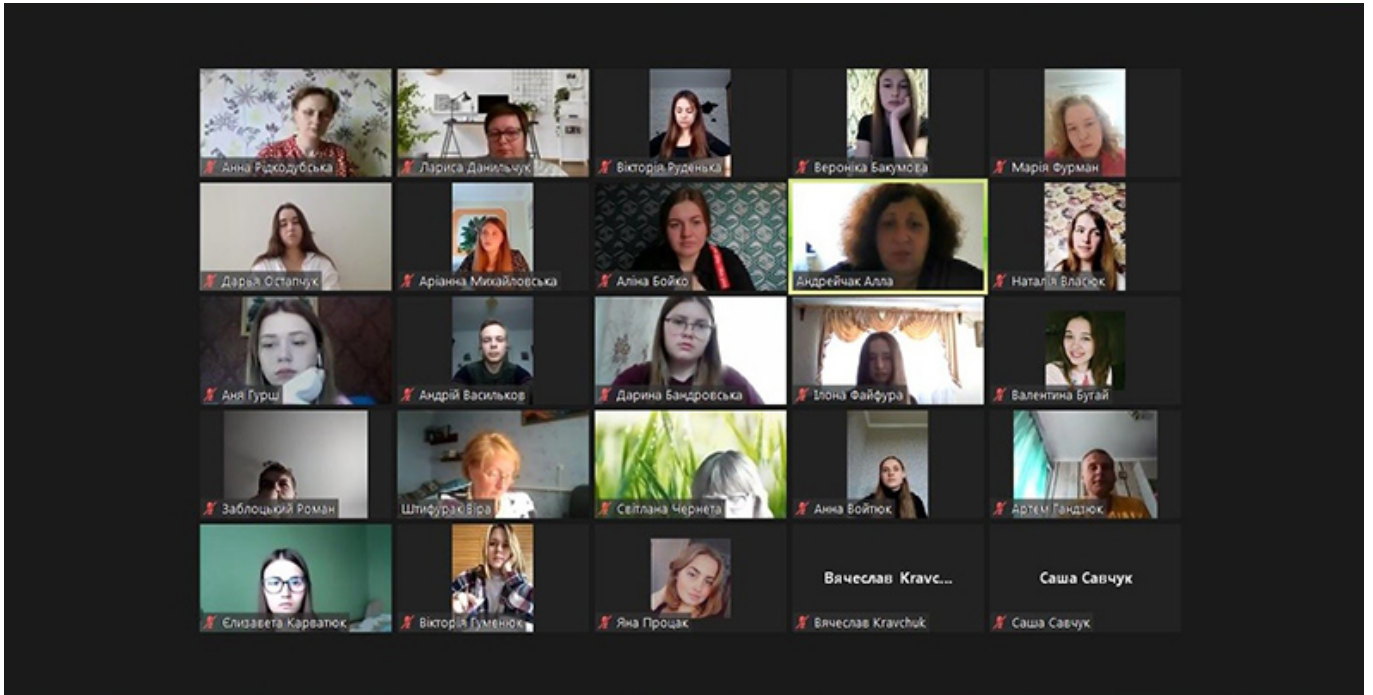 Анна Рідкодубська
Лариса Данильчук
Вікторія Руденька
Вероніка Бакумова
Марія Фурман
Дарья Остапчук
Аріанна Михайловська
Аліна Бойко
Андрейчак Алла
Наталія Власюк
Аня Гурш
Андрій Васильков
Дарина Бандровська
Ілона Файфура
Валентина Бугай
Заблоцький Роман
Штифурак Віра
Світлана Чернета
Анна Войтюк
Артем Гандзюк
Вячеслав Kravc...
Саша Савчук
Єлизавета Карватюк
Вікторія Гуменюк
Яна Процак
Вячеслав Kravchuk
Саша Савчук